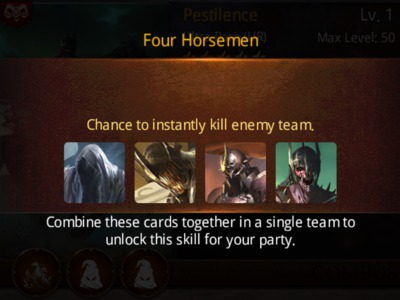 Pestilence
Lv. 1
Four Horsemen
Max Level: 50
Chance to instantly kill enemy team.
Combine these cards together in a single team to
unlock this skill for your party.